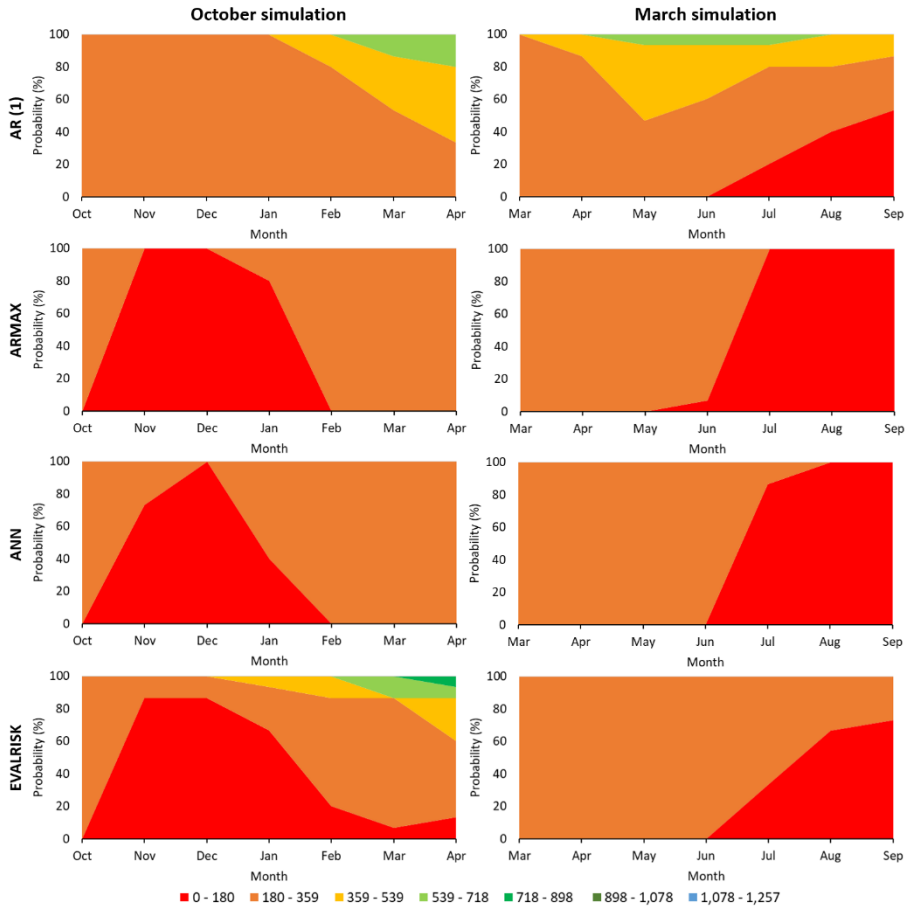 October simulation
March simulation
AR (1)
Probability (%)
100
80
60
40
20
0
Oct Nov Dec Jan Feb Mar Apr
Month
Probability (%)
100
80
60
40
20
0
Mar Apr May Jun Jul Aug Sep
Month
ARMAX
Probability (%)
100
80
60
40
20
0
Oct Nov Dec Jan Feb Mar Apr
Month
Probability (%)
100
80
60
40
20
0
Mar Apr May Jun Jul Aug Sep
Month
ANN
Probability (%)
100
80
60
40
20
0
Oct Nov Dec Jan Feb Mar Apr
Month
Probability (%)
100
80
60
40
20
0
Mar Apr May Jun Jul Aug Sep
Month
EVALRISK
Probability (%)
100
80
60
40
20
0
Oct Nov Dec Jan Feb Mar Apr
Month
Probability (%)
100
80
60
40
20
0
Mar Apr May Jun Jul Aug Sep
Month
0 - 180 180 - 359 359 - 539 539 - 718 718 - 898 898 - 1,078 1,078 - 1,257